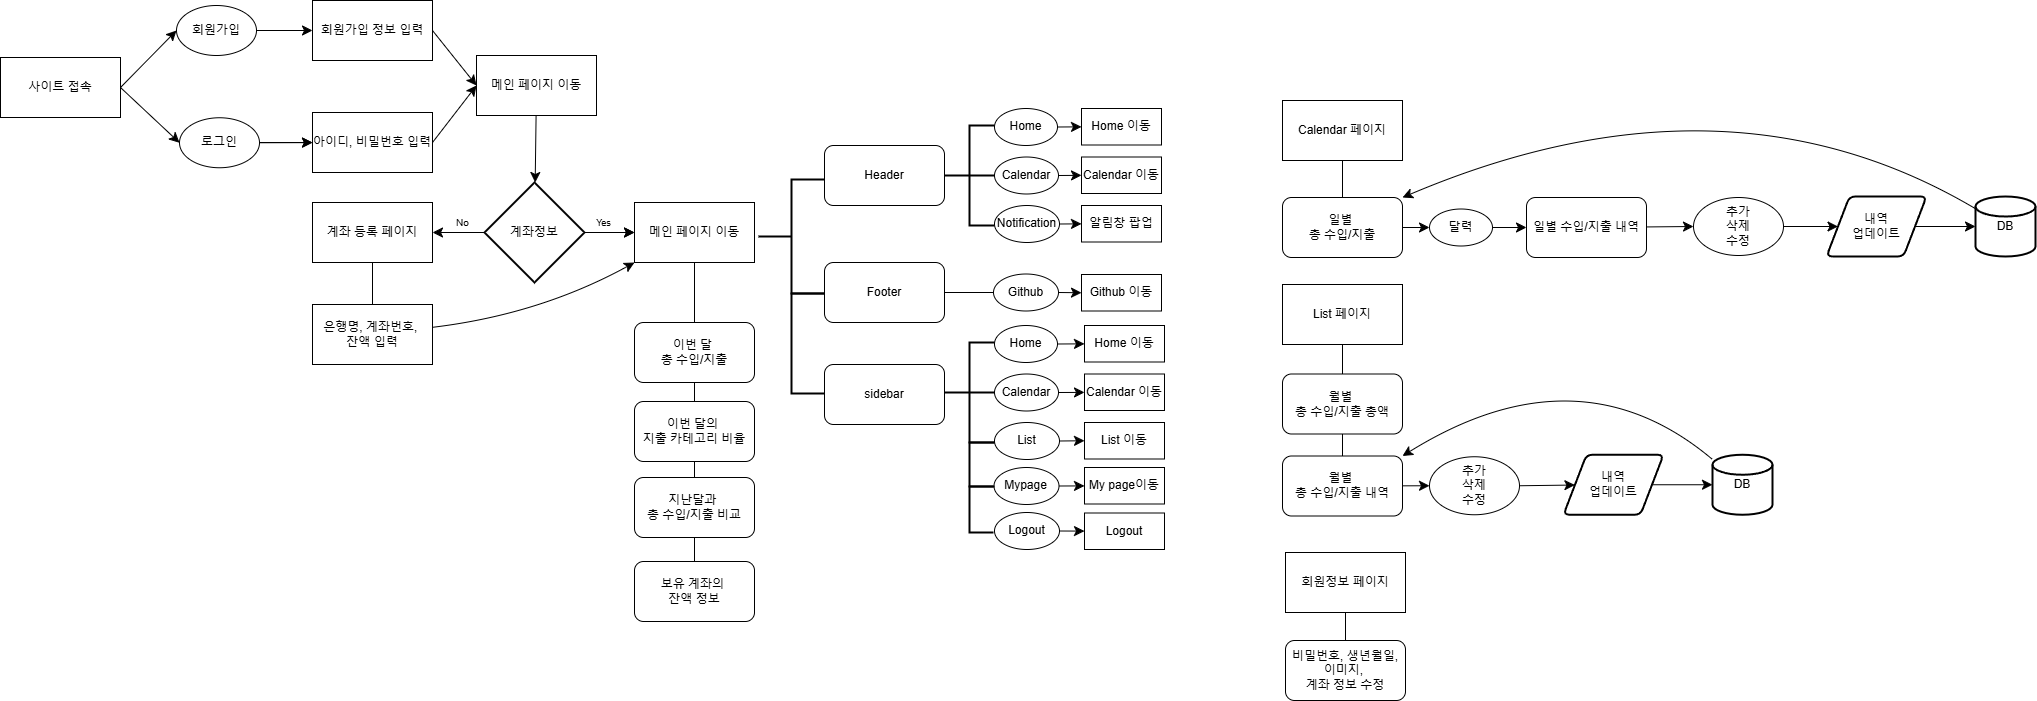 사이트 접속
회원가입
회원가입 정보 입력
로그인
아이디, 비밀번호 입력
메인 페이지 이동
계좌정보
No
Yes
계좌 등록 페이지
은행명, 계좌번호,
잔액 입력
메인 페이지 이동
이번 달
총 수입/지출
이번 달의
지출 카테고리 비율
지난달과
총 수입/지출 비교
보유 계좌의
잔액 정보
Header
Home
Home 이동
Calendar
Calendar 이동
Notification
알림창 팝업
Footer
Github
Github 이동
sidebar
Home
Home 이동
Calendar
Calendar 이동
List
List 이동
Mypage
My page이동
Logout
Logout
Calendar 페이지
일별
총 수입/지출
달력
일별 수입/지출 내역
추가
삭제
수정
내역
업데이트
DB
List 페이지
월별
총 수입/지출 총액
월별
총 수입/지출 내역
추가
삭제
수정
내역
업데이트
DB
회원정보 페이지
비밀번호, 생년월일,
이미지,
계좌 정보 수정